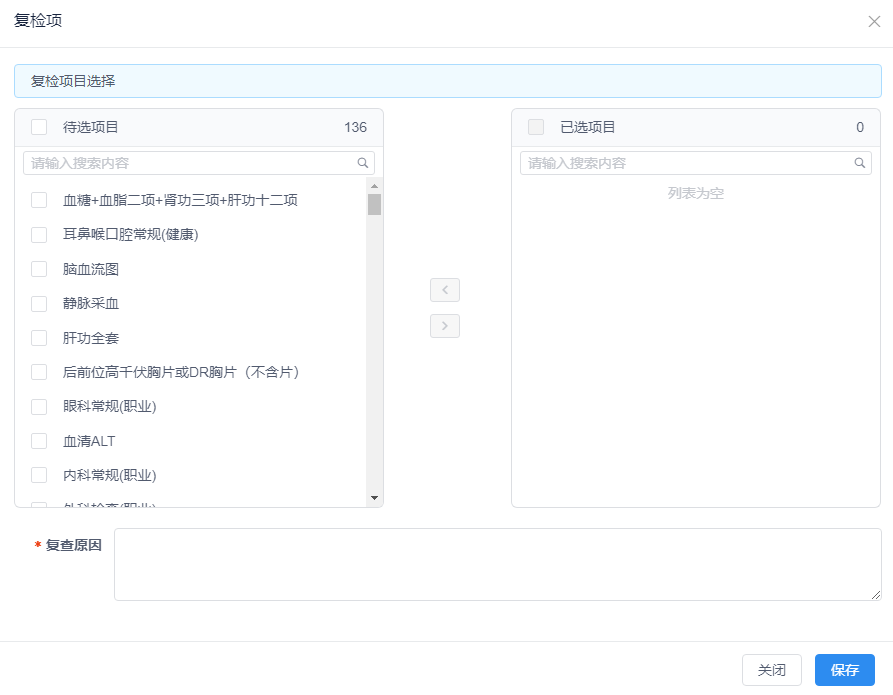 复检项
复检项目选择
待选项目 136
请输入搜索内容
血糖+血脂二项+肾功三项+肝功十二项
耳鼻喉口腔常规(健康)
脑血流图
静脉采血
肝功全套
后前位高千伏胸片或DR胸片（不含片）
眼科常规(职业)
血清ALT
内科常规(职业)
外科检查(职业)
已选项目 0
请输入搜索内容
列表为空
* 复查原因
关闭 保存